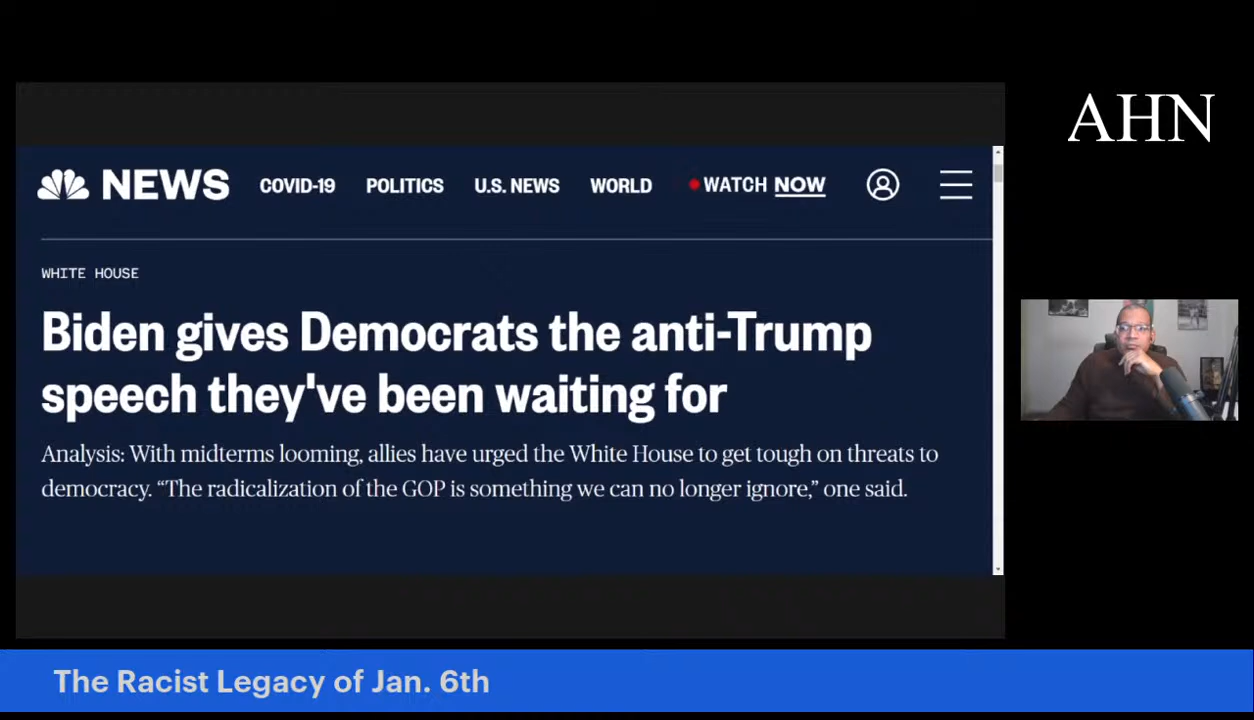 AHN
NEWS COVID-19 POLITICS U.S. NEWS WORLD WATCH NOW
WHITE HOUSE
Biden gives Democrats the anti-Trump
speech they've been waiting for
Analysis: With midterms looming, allies have urged the White House to get tough on threats to
democracy. “The radicalization of the GOP is something we can no longer ignore,” one said.
The Racist Legacy of Jan. 6th